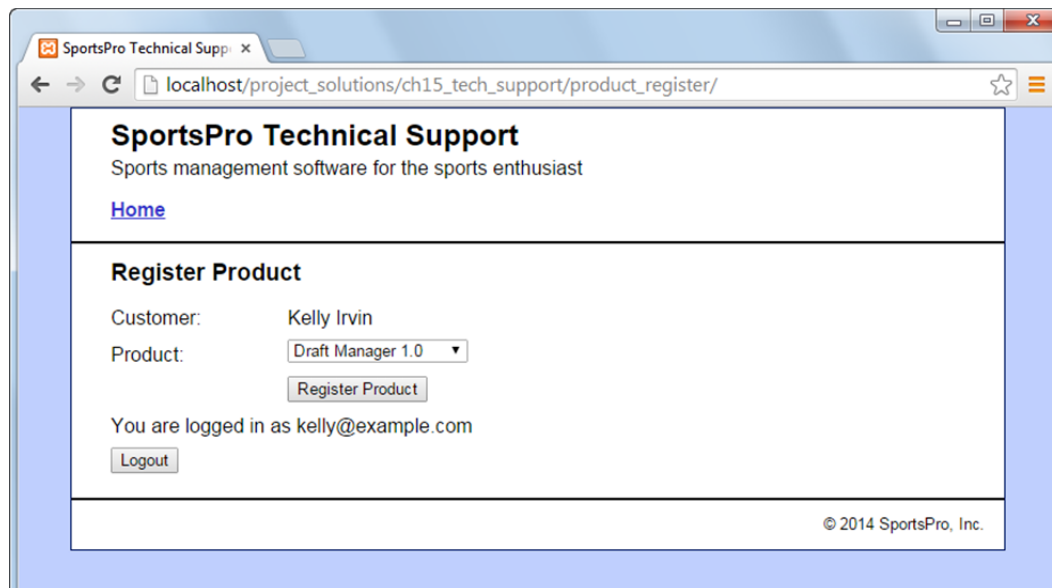 SportsPro Technical Supp
localhost/project_solutions/ch15_tech_support/product_register/
SportsPro Technical Support
Sports management software for the sports enthusiast
Home
Register Product
Customer: Kelly Irvin
Product: Draft Manager 1.0
Register Product
You are logged in as kelly@example.com
Logout
© 2014 SportsPro, Inc.